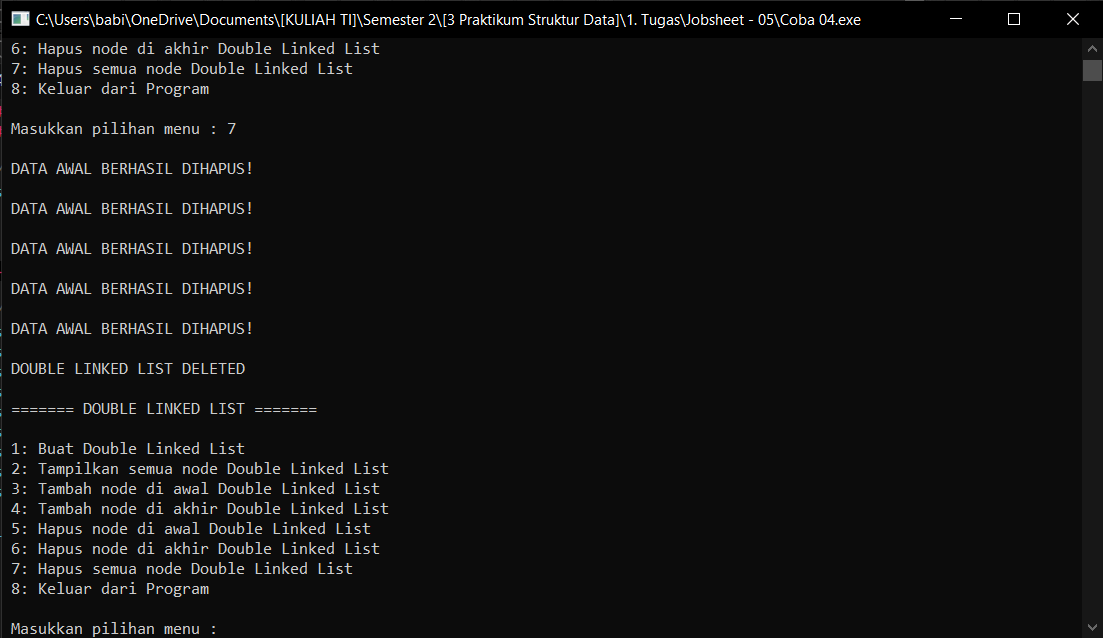 C:\Users\babi\OneDrive\Documents\[KULIAH TI]\Semester 2\[3 Praktikum Struktur Data]\1. Tugas\Jobsheet - 05\Coba 04.exe
6: Hapus node di akhir Double Linked List
7: Hapus semua node Double Linked List
8: Keluar dari Program
Masukkan pilihan menu : 7
DATA AWAL BERHASIL DIHAPUS!
DATA AWAL BERHASIL DIHAPUS!
DATA AWAL BERHASIL DIHAPUS!
DATA AWAL BERHASIL DIHAPUS!
DATA AWAL BERHASIL DIHAPUS!
DOUBLE LINKED LIST DELETED
======= DOUBLE LINKED LIST =======
1: Buat Double Linked List
2: Tampilkan semua node Double Linked List
3: Tambah node di awal Double Linked List
4: Tambah node di akhir Double Linked List
5: Hapus node di awal Double Linked List
6: Hapus node di akhir Double Linked List
7: Hapus semua node Double Linked List
8: Keluar dari Program
Masukkan pilihan menu :